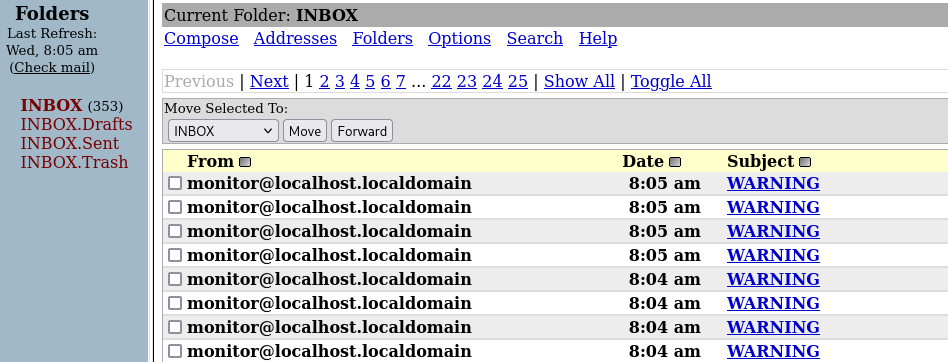 Folders
Last Refresh:
Wed, 8:05 am
(Check mail)
INBOX (353)
INBOX.Drafts
INBOX.Sent
INBOX.Trash
Current Folder: INBOX
Compose Addresses Folders Options Search Help
Previous | Next | 1 2 3 4 5 6 7 ... 22 23 24 25 | Show All | Toggle All
Move Selected To:
INBOX Move Forward
From Date Subject
monitor@localhost.localdomain 8:05 am WARNING
monitor@localhost.localdomain 8:05 am WARNING
monitor@localhost.localdomain 8:05 am WARNING
monitor@localhost.localdomain 8:05 am WARNING
monitor@localhost.localdomain 8:04 am WARNING
monitor@localhost.localdomain 8:04 am WARNING
monitor@localhost.localdomain 8:04 am WARNING
monitor@localhost.localdomain 8:04 am WARNING